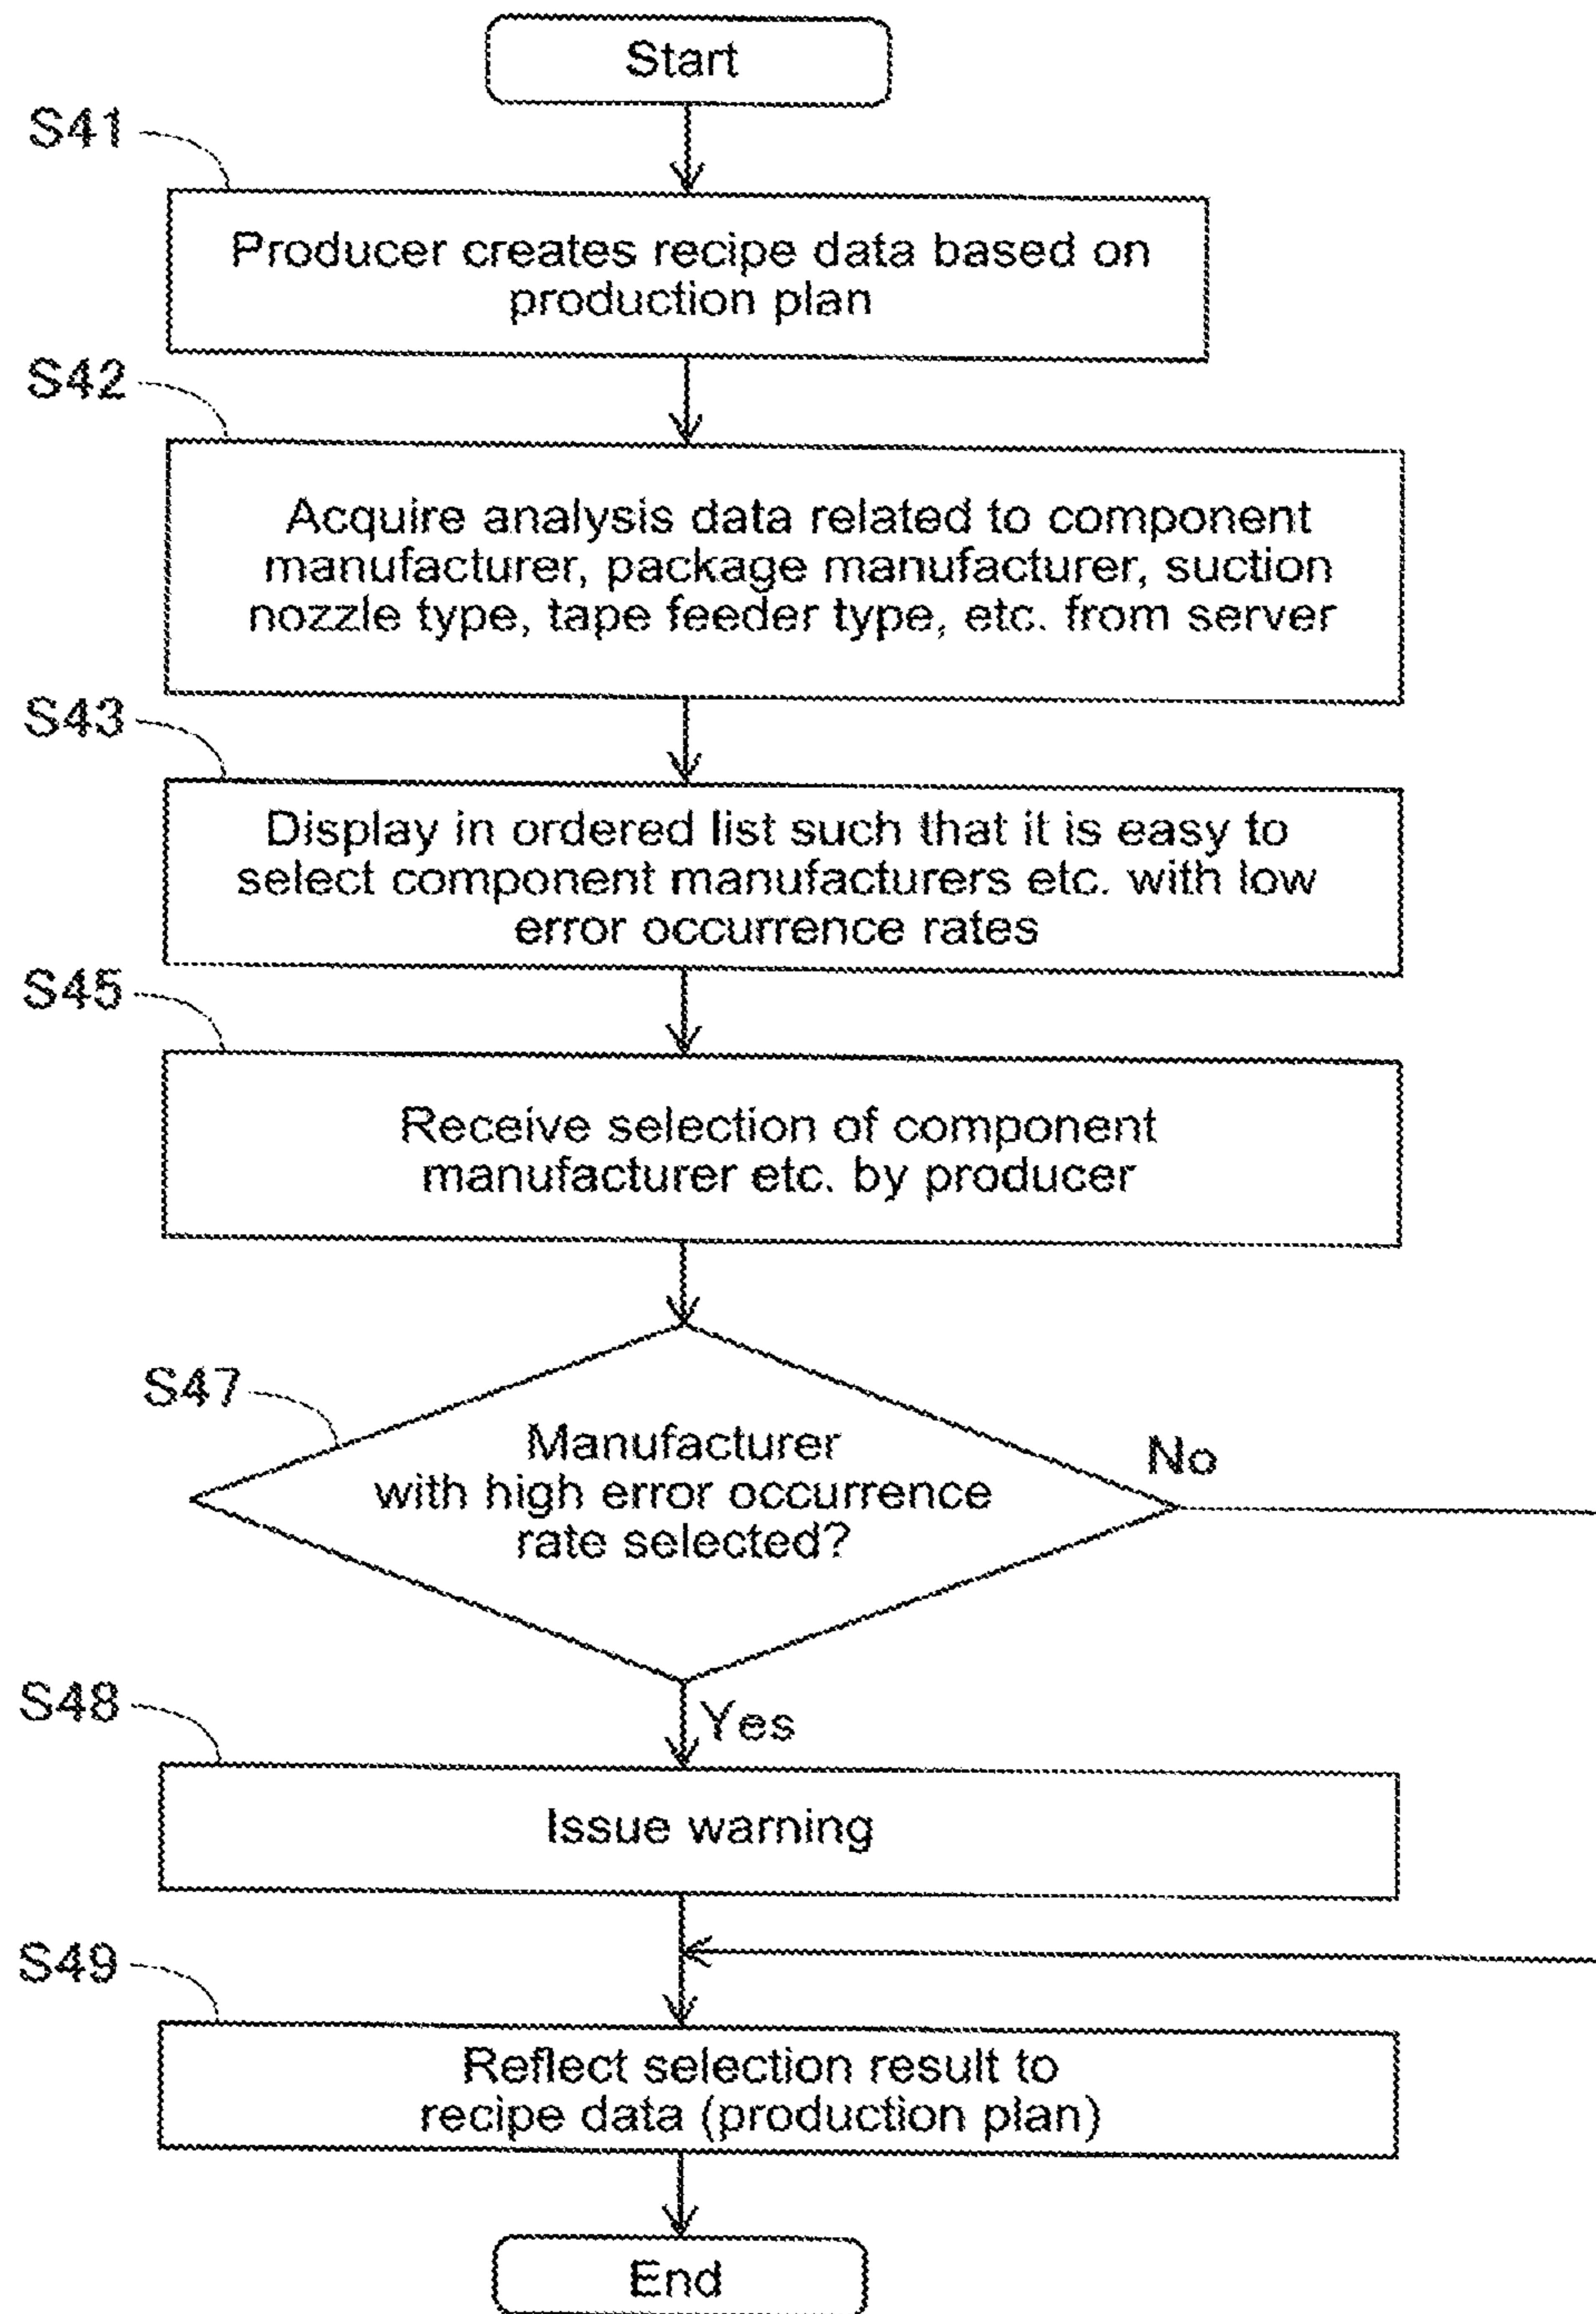 Start
S41
Producer creates recipe data based on
production plan
S42
Acquire analysis data related to component
manufacturer, package manufacturer, suction
nozzle type, tape feeder type, etc. from server
S43
Display in ordered list such that it is easy to
select component manufacturers etc. with low
error occurrence rates
S45
Receive selection of component
manufacturer etc. by producer
S47
Manufacturer
with high error occurrence
rate selected?
No
Yes
S48
Issue warning
S49
Reflect selection result to
recipe data (production plan)
End